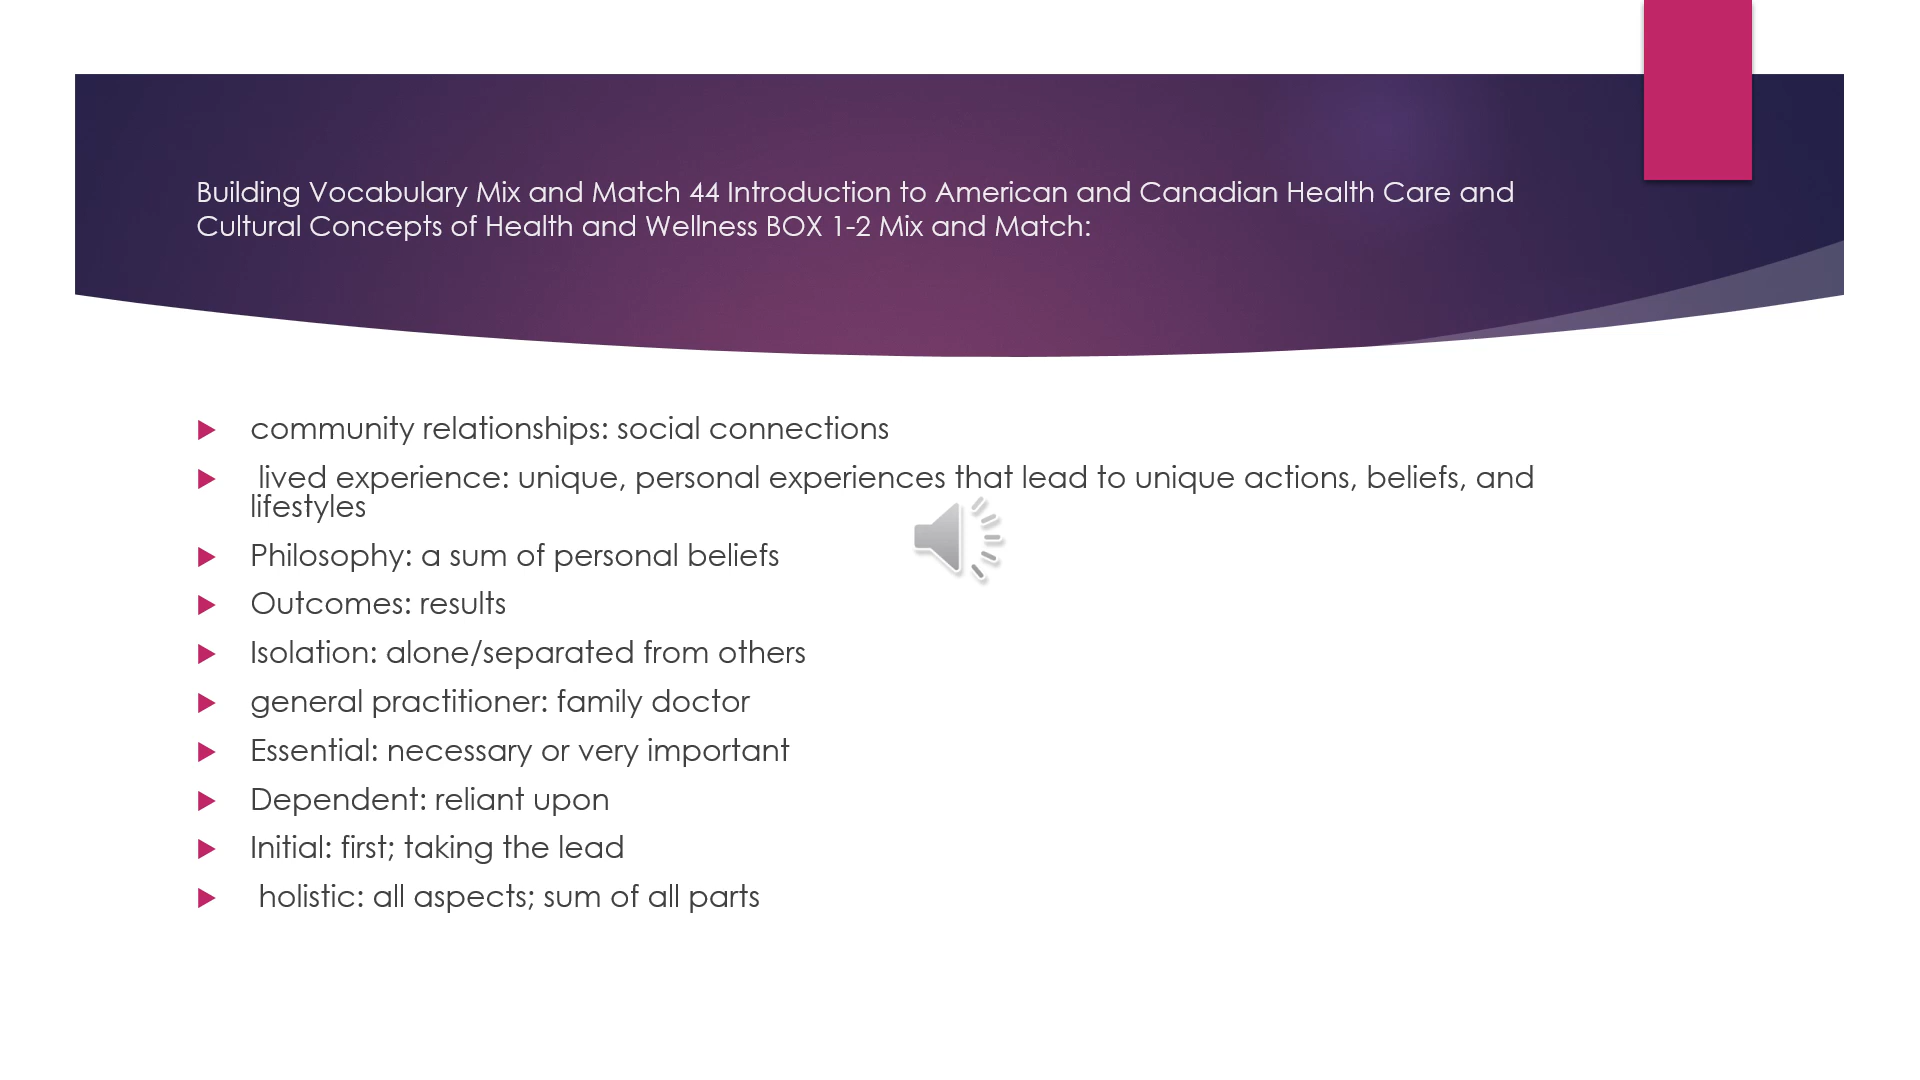 Building Vocabulary Mix and Match 44 Introduction to American and Canadian Health Care and
Cultural Concepts of Health and Wellness BOX 1-2 Mix and Match:
community relationships: social connections
lived experience: unique, personal experiences that lead to unique actions, beliefs, and
lifestyles
Philosophy: a sum of personal beliefs
Outcomes: results
Isolation: alone/separated from others
general practitioner: family doctor
Essential: necessary or very important
Dependent: reliant upon
Initial: first; taking the lead
holistic: all aspects; sum of all parts